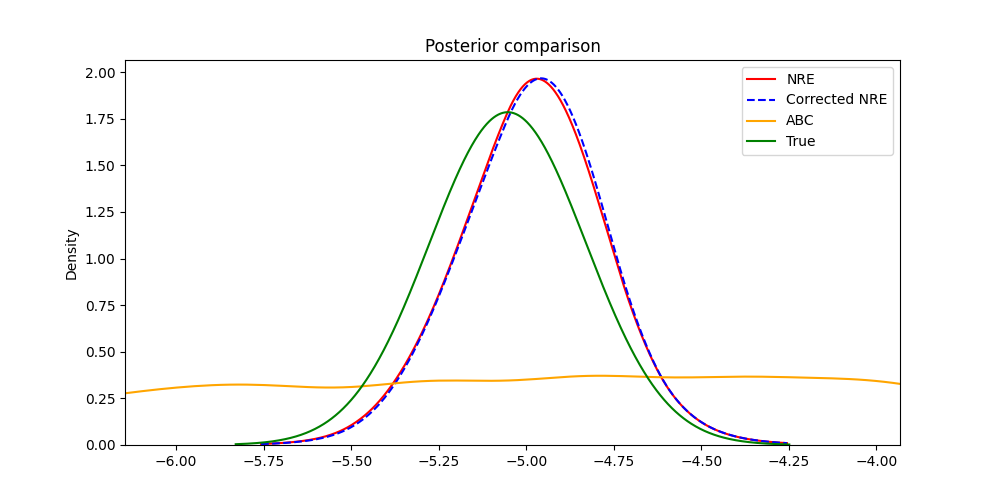 Posterior comparison
NRE
Corrected NRE
ABC
True
Density
2.00
1.75
1.50
1.25
1.00
0.75
0.50
0.25
0.00
−6.00 −5.75 −5.50 −5.25 −5.00 −4.75 −4.50 −4.25 −4.00